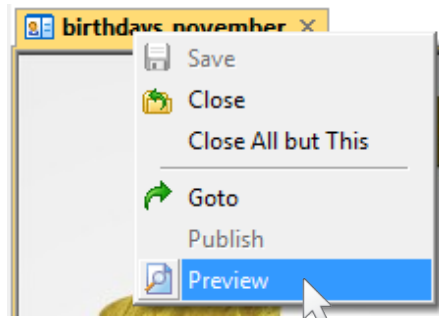 birthdays_november
Save
Close
Close All but This
Goto
Publish
Preview